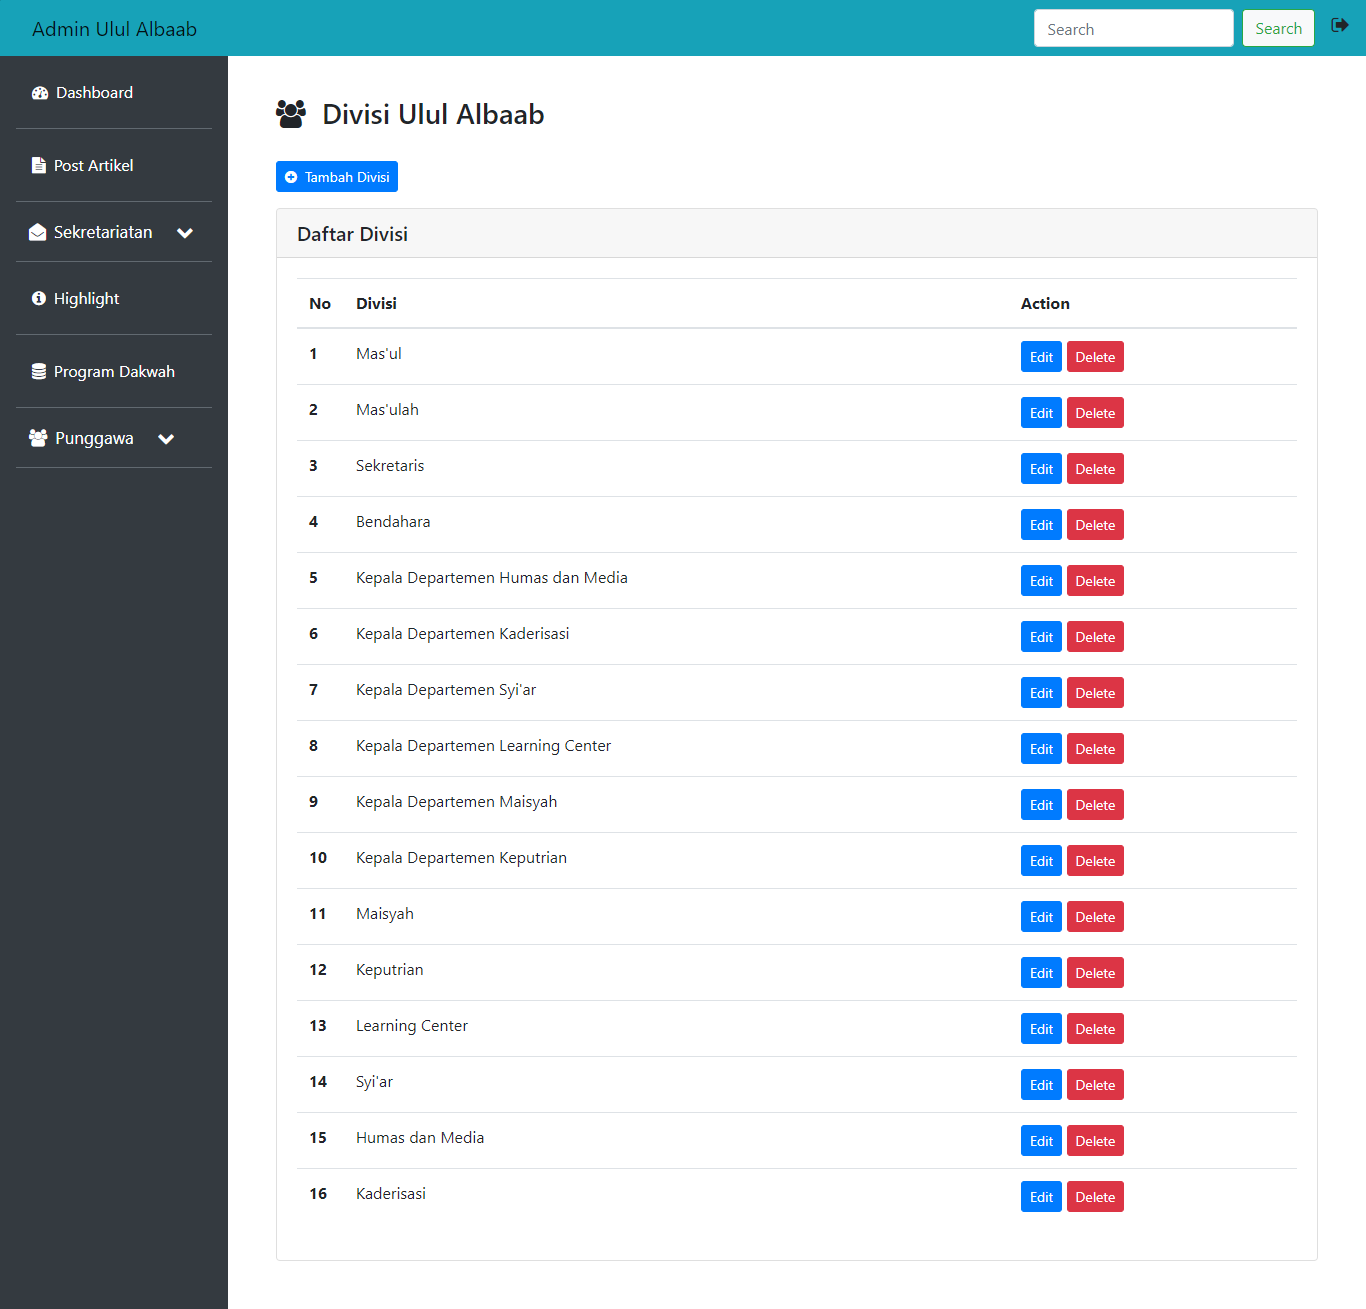 Admin Ulul Albaab
Search Search
Dashboard
Post Artikel
Sekretariatan
Highlight
Program Dakwah
Punggawa
Divisi Ulul Albaab
Tambah Divisi
Daftar Divisi
No Divisi Action
1 Mas'ul Edit Delete
2 Mas'ulah Edit Delete
3 Sekretaris Edit Delete
4 Bendahara Edit Delete
5 Kepala Departemen Humas dan Media Edit Delete
6 Kepala Departemen Kaderisasi Edit Delete
7 Kepala Departemen Syi'ar Edit Delete
8 Kepala Departemen Learning Center Edit Delete
9 Kepala Departemen Maisyah Edit Delete
10 Kepala Departemen Keputrian Edit Delete
11 Maisyah Edit Delete
12 Keputrian Edit Delete
13 Learning Center Edit Delete
14 Syi'ar Edit Delete
15 Humas dan Media Edit Delete
16 Kaderisasi Edit Delete